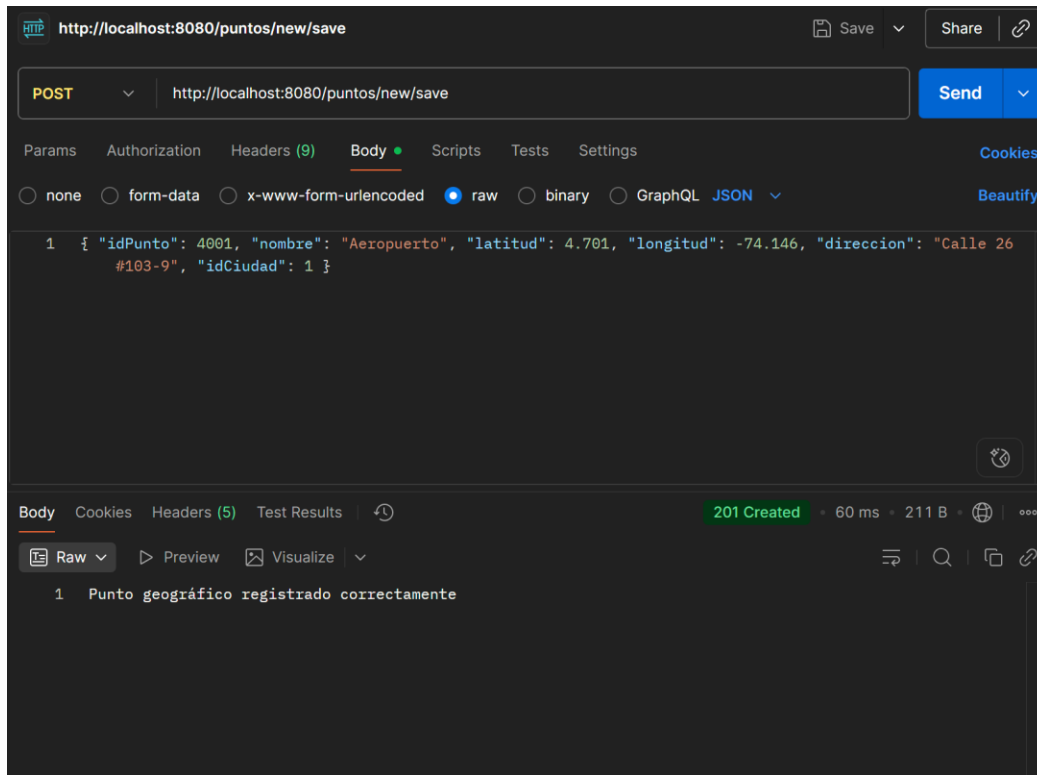 HTTP http://localhost:8080/puntos/new/save Save Share
POST http://localhost:8080/puntos/new/save Send
Params Authorization Headers (9) Body Scripts Tests Settings Cookies
none form-data x-www-form-urlencoded raw binary GraphQL JSON Beautify
1 { "idPunto": 4001, "nombre": "Aeropuerto", "latitud": 4.701, "longitud": -74.146, "direccion": "Calle 26
#103-9", "idCiudad": 1 }
Body Cookies Headers (5) Test Results 201 Created 60 ms 211 B
Raw Preview Visualize
1 Punto geográfico registrado correctamente